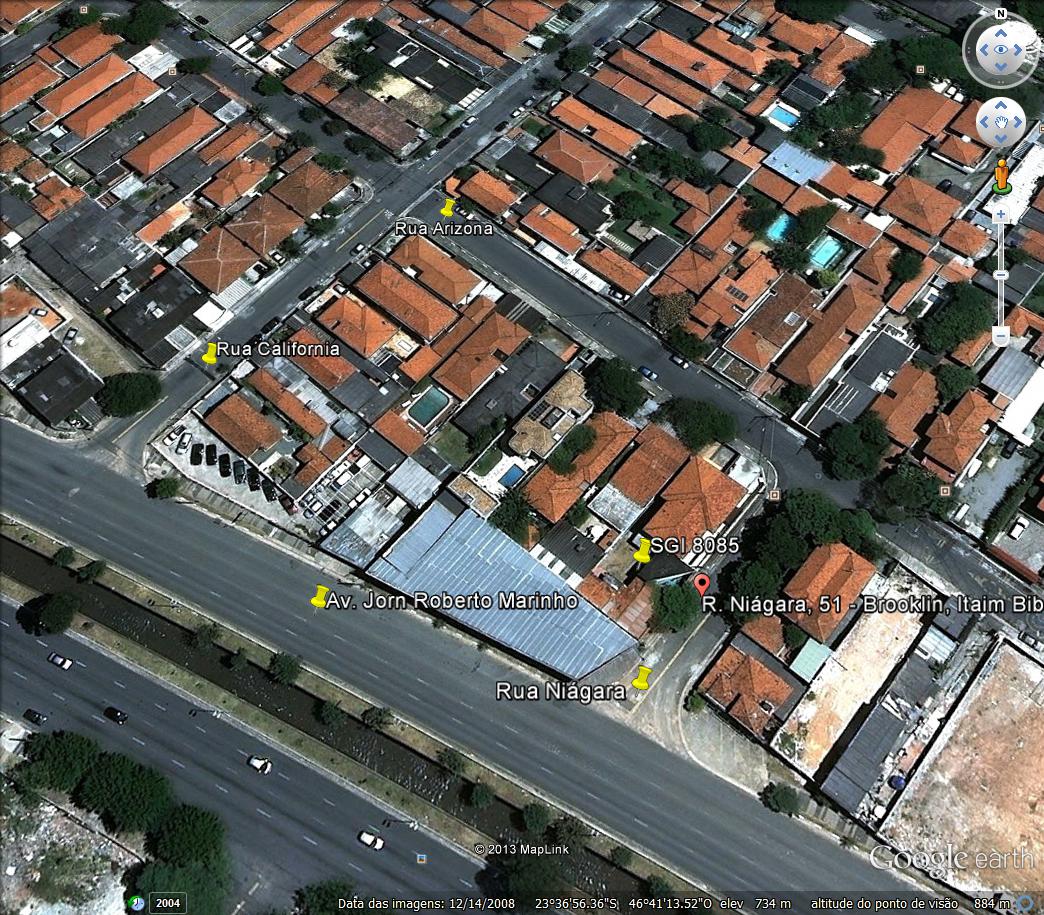 N
Rua Arizona
Rua California
SGI 8085
Av. Jorn Roberto Marinho
R. Niágara, 51 - Brooklin, Itaim Bib
Rua Niágara
© 2013 MapLink
Google earth
2004
Data das imagens: 12/14/2008 23°36'56.36"S 46°41'13.52"O elev 734 m altitude do ponto de visão 884 m